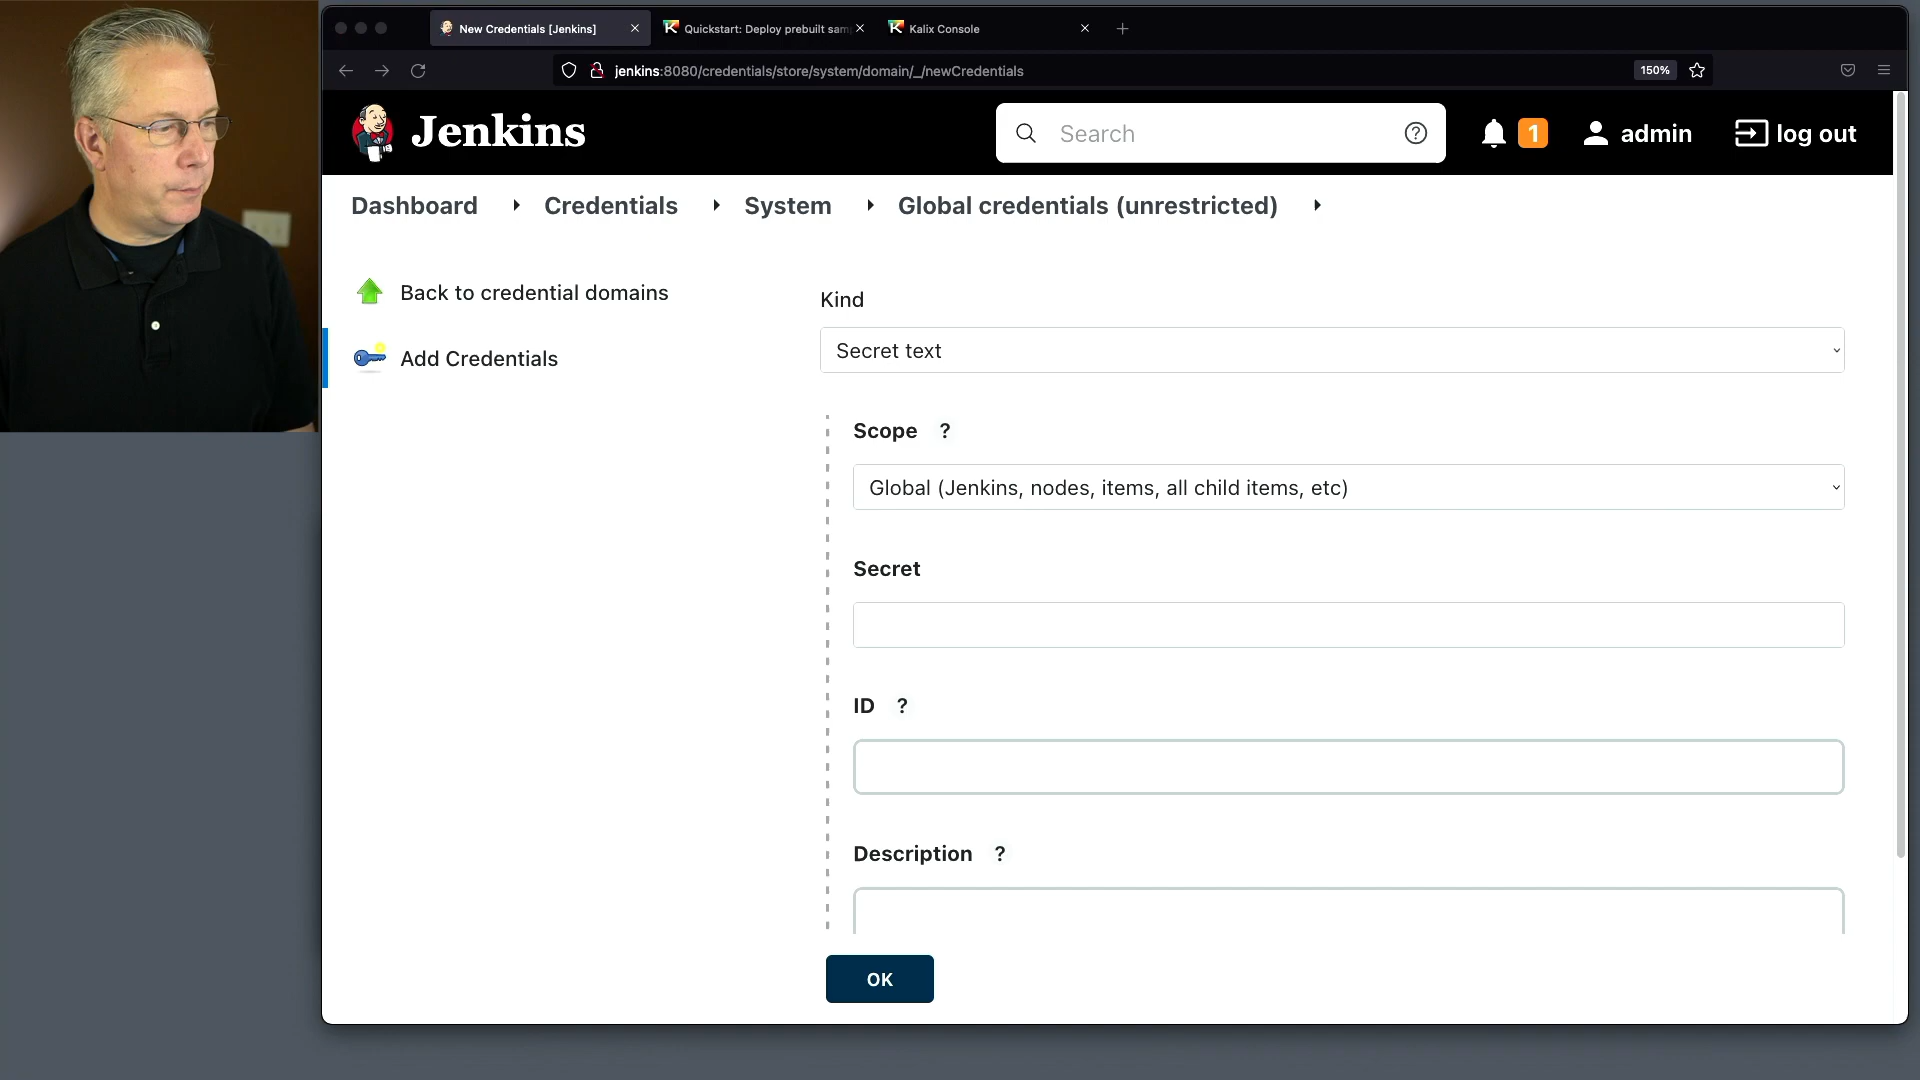 New Credentials [Jenkins]
Quickstart: Deploy prebuilt sam
Kalix Console
jenkins:8080/credentials/store/system/domain/_/newCredentials
150%
Jenkins
Search
1
admin
log out
Dashboard
Credentials
System
Global credentials (unrestricted)
Back to credential domains
Add Credentials
Kind
Secret text
Scope ?
Global (Jenkins, nodes, items, all child items, etc)
Secret
ID ?
Description ?
OK